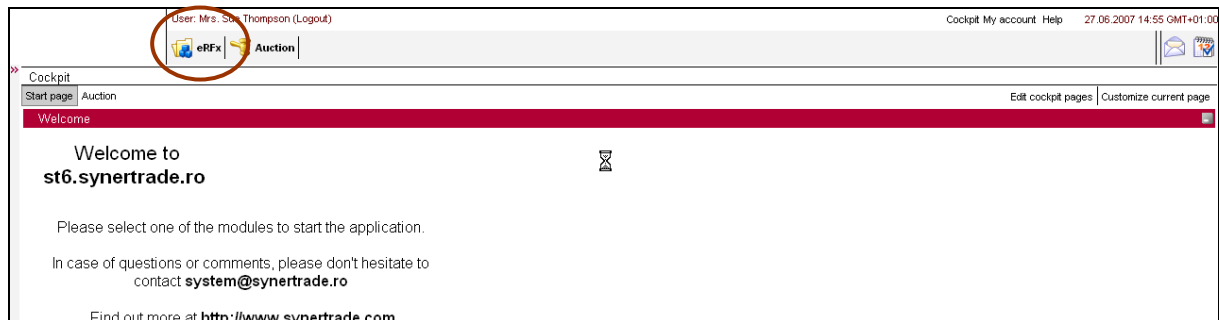 User: Mrs. Sue Thompson (Logout)
Cockpit My account Help 27.06.2007 14:55 GMT+01:00
eRFx Auction
12
»
Cockpit
Start page Auction
Edit cockpit pages Customize current page
Welcome
Welcome to
st6.synertrade.ro
Please select one of the modules to start the application.
In case of questions or comments, please don't hesitate to
contact system@synertrade.ro
Find out more at http://www.synertrade.com